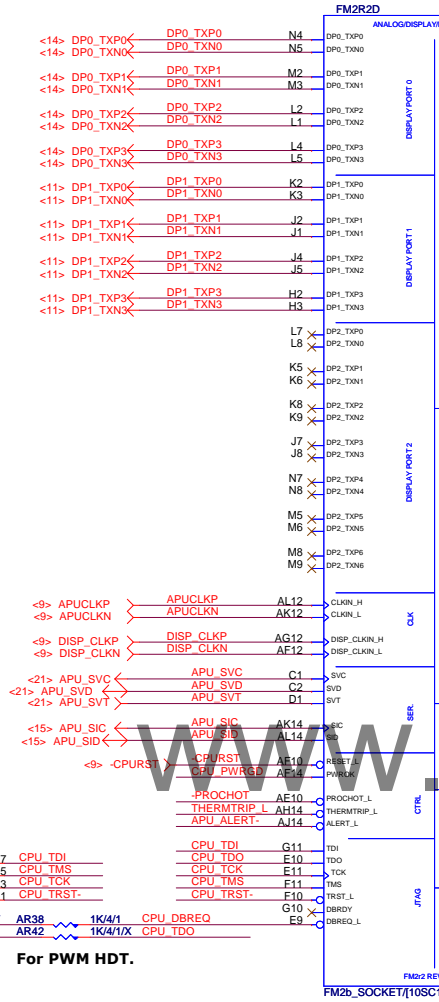 FM2R2D
ANALOG/DISPLAY/
<14> DP0_TXP0 DP0_TXP0 N4 DP0_TXP0
<14> DP0_TXN0 DP0_TXN0 N5 DP0_TXN0
<14> DP0_TXP1 DP0_TXP1 M2 DP0_TXP1
<14> DP0_TXN1 DP0_TXN1 M3 DP0_TXN1
DISPLAY PORT 0
<14> DP0_TXP2 DP0_TXP2 L2 DP0_TXP2
<14> DP0_TXN2 DP0_TXN2 L1 DP0_TXN2
<14> DP0_TXP3 DP0_TXP3 L4 DP0_TXP3
<14> DP0_TXN3 DP0_TXN3 L5 DP0_TXN3
<11> DP1_TXP0 DP1_TXP0 K2 DP1_TXP0
<11> DP1_TXN0 DP1_TXN0 K3 DP1_TXN0
<11> DP1_TXP1 DP1_TXP1 J2 DP1_TXP1
<11> DP1_TXN1 DP1_TXN1 J1 DP1_TXN1
DISPLAY PORT 1
<11> DP1_TXP2 DP1_TXP2 J4 DP1_TXP2
<11> DP1_TXN2 DP1_TXN2 J5 DP1_TXN2
<11> DP1_TXP3 DP1_TXP3 H2 DP1_TXP3
<11> DP1_TXN3 DP1_TXN3 H3 DP1_TXN3
L7 DP2_TXP0
L8 DP2_TXN0
K5 DP2_TXP1
K6 DP2_TXN1
K8 DP2_TXP2
K9 DP2_TXN2
J7 DP2_TXP3
J8 DP2_TXN3
DISPLAY PORT 2
N7 DP2_TXP4
N8 DP2_TXN4
M5 DP2_TXP5
M6 DP2_TXN5
M8 DP2_TXP6
M9 DP2_TXN6
<9> APUCLKP APUCLKP AL12 CLKIN_H
<9> APUCLKN APUCLKN AK12 CLKIN_L
CLK
<9> DISP_CLKP DISP_CLKP AG12 DISP_CLKIN_H
<9> DISP_CLKN DISP_CLKN AF12 DISP_CLKIN_L
<21> APU_SVC APU_SVC C1 SVC
<21> APU_SVD APU_SVD C2 SVD
<21> APU_SVT APU_SVT D1 SVT
SER.
<15> APU_SIC APU_SIC AK14 SIC
<15> APU_SID APU_SID AL14 SID
www.
<9> -CPURST -CPURST AF10 RESET_L
CPU_PWRGD AF14 PWROK
-PROCHOT AE10 PROCHOT_L
THERMTRIP_L AH14 THERMTRIP_L
APU_ALERT- AJ14 ALERT_L
CTRL
CPU_TDI G11 TDI
7 CPU_TDI CPU_TDO E10 TDO
5 CPU_TMS CPU_TCK E11 TCK
3 CPU_TCK CPU_TMS F11 TMS
1 CPU_TRST- CPU_TRST- F10 TRST_L
JTAG
G10 DBRDY
AR38 1K/4/1 CPU_DBREQ E9 DBREQ_L
AR42 1K/4/1/X CPU_TDO
For PWM HDT.
FM2r2 RE
FM2b_SOCKET/[10SC1